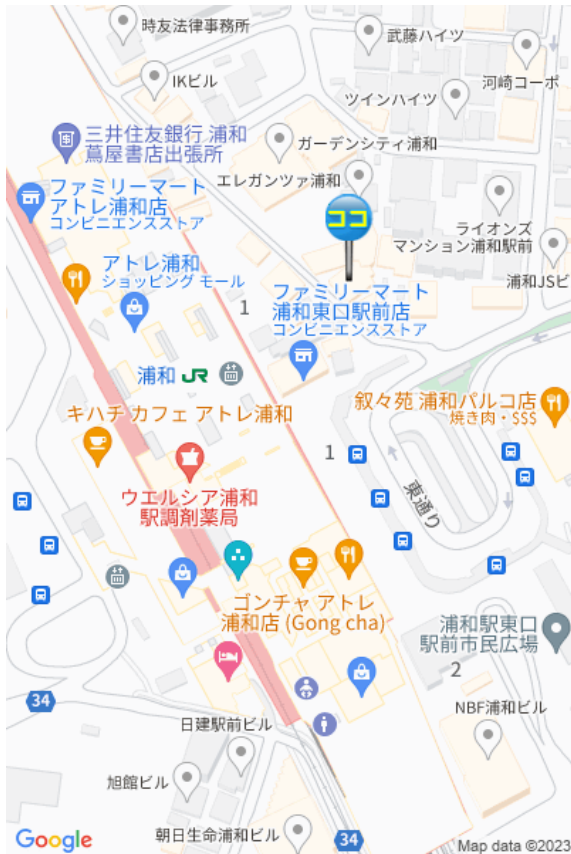 時友法律事務所
武藤ハイツ
IKビル
河崎コーポ
ツインハイツ
三井住友銀行 浦和
蔦屋書店出張所
ガーデンシティ浦和
エレガンツァ浦和
ファミリーマート
アトレ浦和店
コンビニエンスストア
ココ
ライオンズ
マンション浦和駅前
アトレ浦和
ショッピング モール
浦和JSビ
ファミリーマート
浦和東口駅前店
コンビニエンスストア
1
浦和 JR
叙々苑 浦和パルコ店
焼き肉・$$$
キハチ カフェ アトレ浦和
1
ウエルシア浦和
駅調剤薬局
東通り
ゴンチャ アトレ
浦和店 (Gong cha)
浦和駅東口
駅前市民広場
2
34
NBF浦和ビル
日建駅前ビル
旭館ビル
朝日生命浦和ビル
34
Google
Map data ©2023